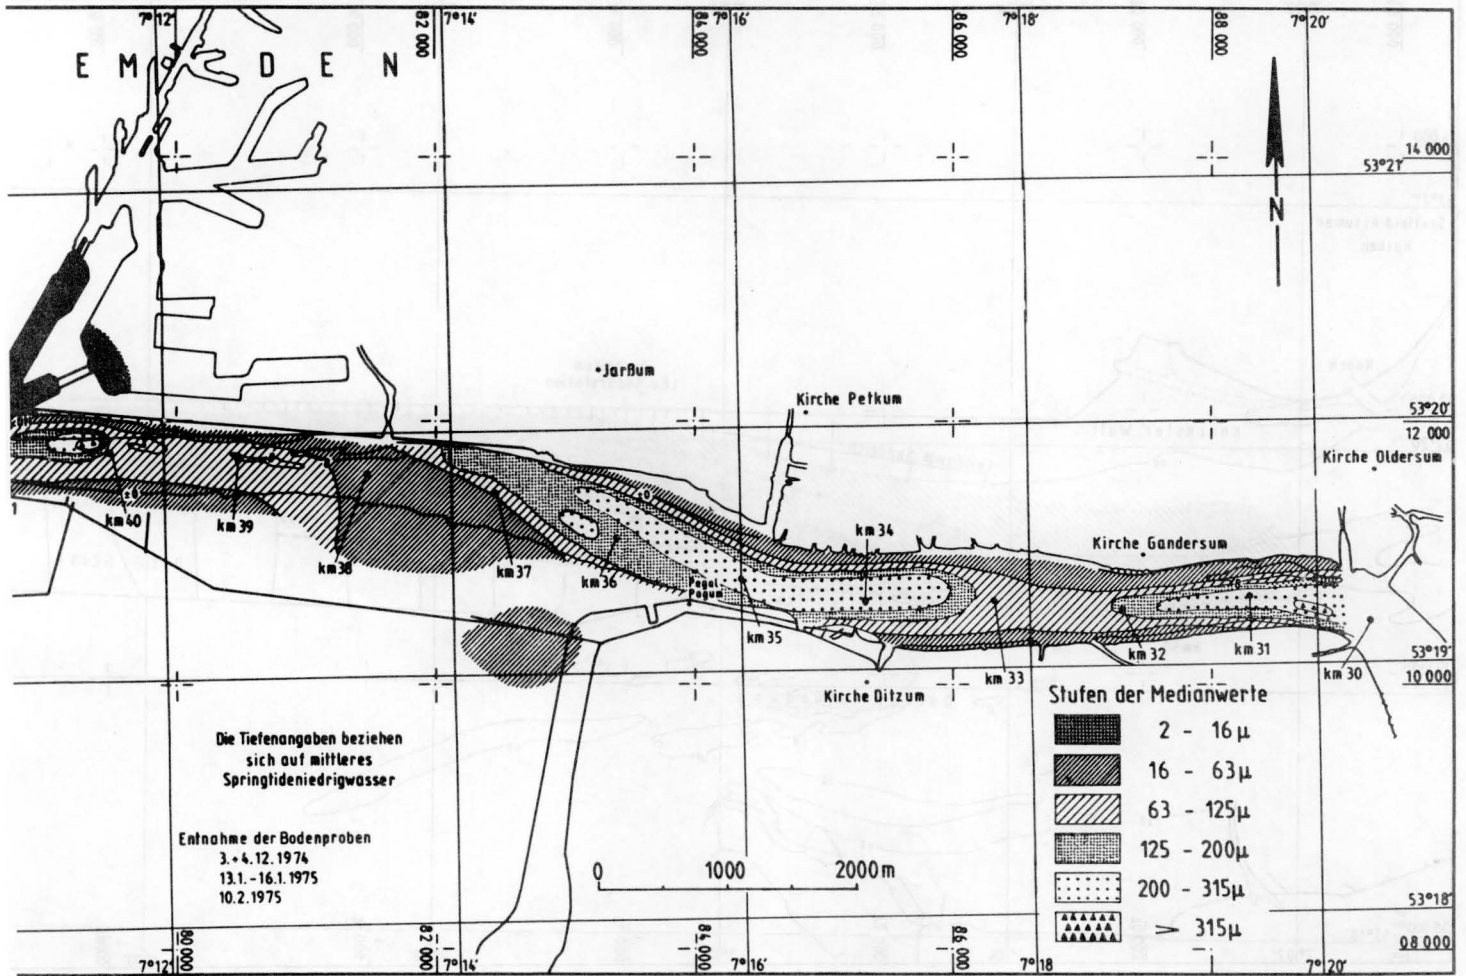 7°12'
82 000
7°14'
84 000
7°16'
86 000
7°18'
88 000
7°20'
EMDEN
14 000
53°21'
N
Jarßum
Kirche Petkum
53°20'
12 000
Kirche Oldersum
km 40
km 39
km 38
km 37
km 36
km 35
km 34
km 33
km 32
km 31
km 30
±0
±0
Kirche Gandersum
Pegel
Pogum
Kirche Ditzum
53°19'
10 000
Die Tiefenangaben beziehen
sich auf mittleres
Springtideniedrigwasser
Entnahme der Bodenproben
3.+4.12.1974
13.1.-16.1.1975
10.2.1975
0 1000 2000 m
Stufen der Medianwerte
2 - 16µ
16 - 63µ
63 - 125µ
125 - 200µ
200 - 315µ
> 315µ
53°18'
08 000
7°12'
80 000
82 000
7°14'
84 000
7°16'
86 000
7°18'
7°20'